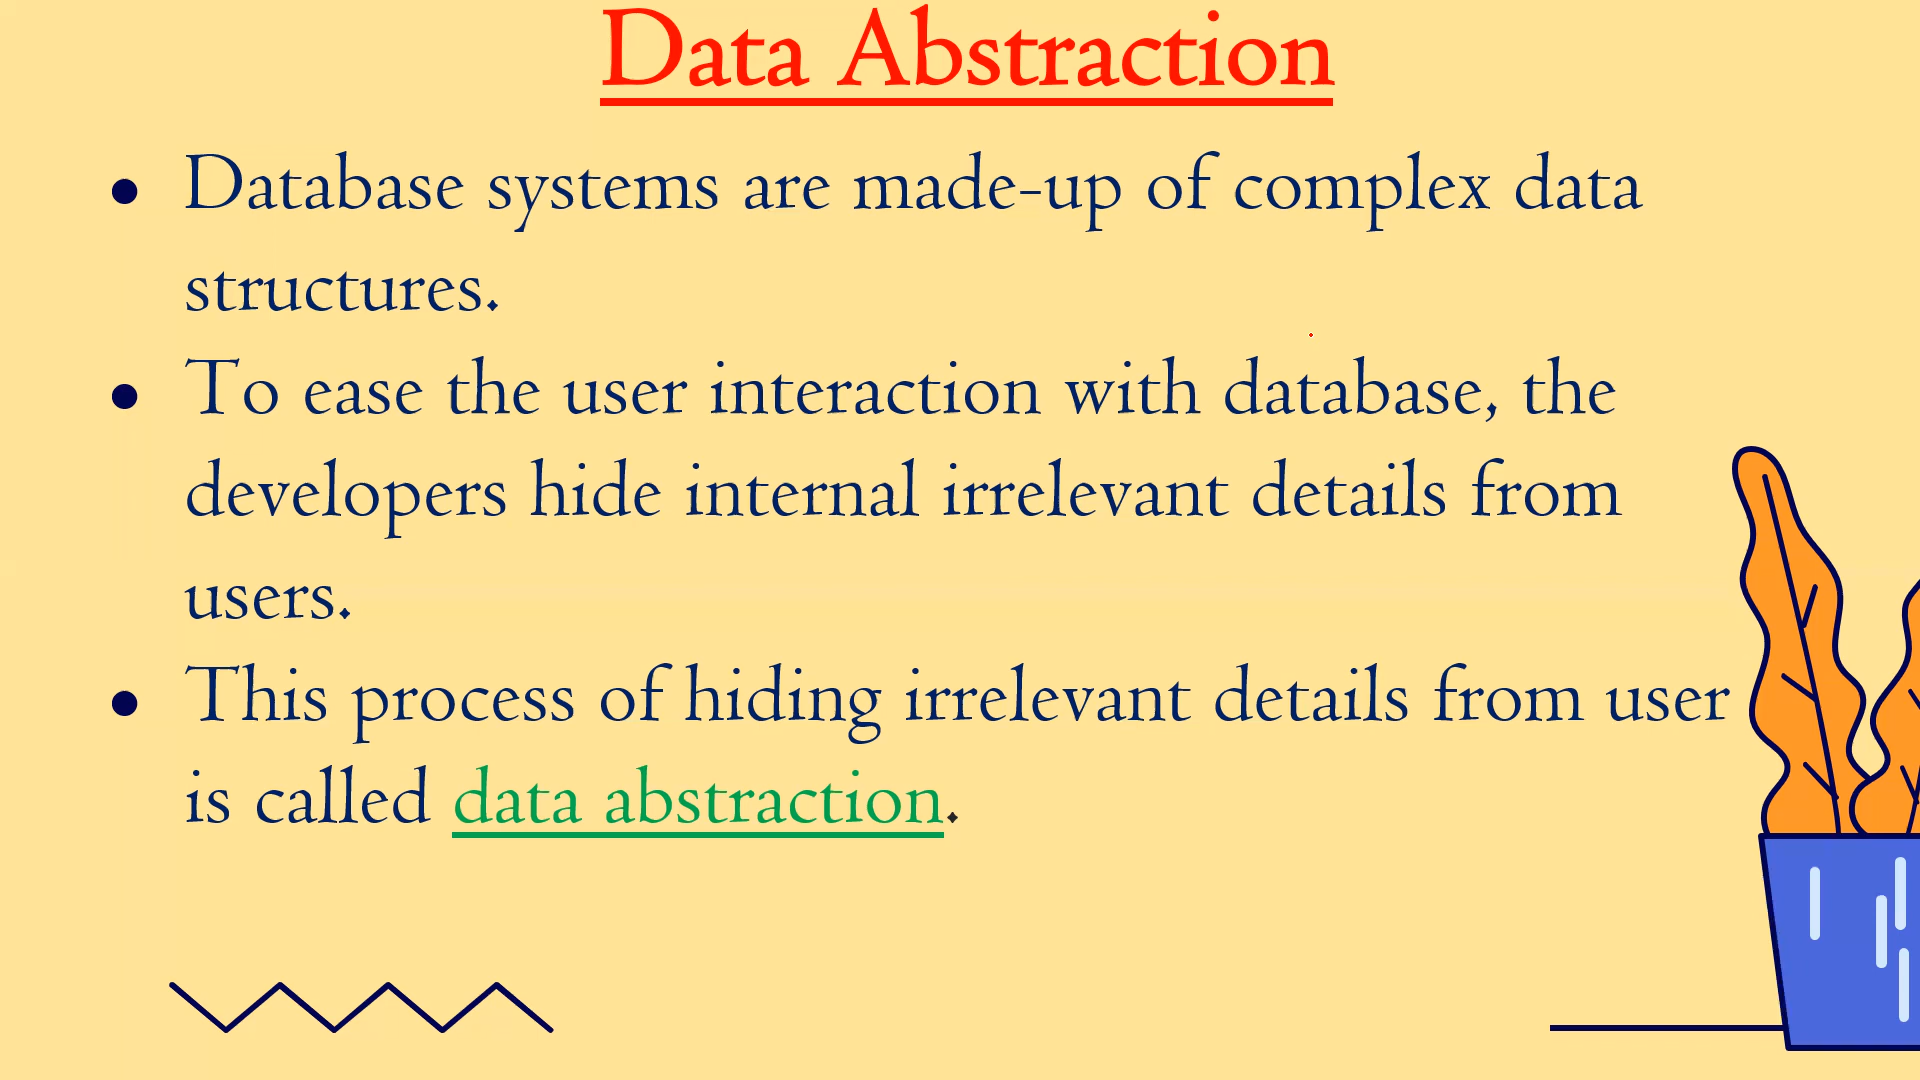 Data Abstraction
• Database systems are made-up of complex data
structures.
• To ease the user interaction with database, the
developers hide internal irrelevant details from
users.
• This process of hiding irrelevant details from user
is called data abstraction.